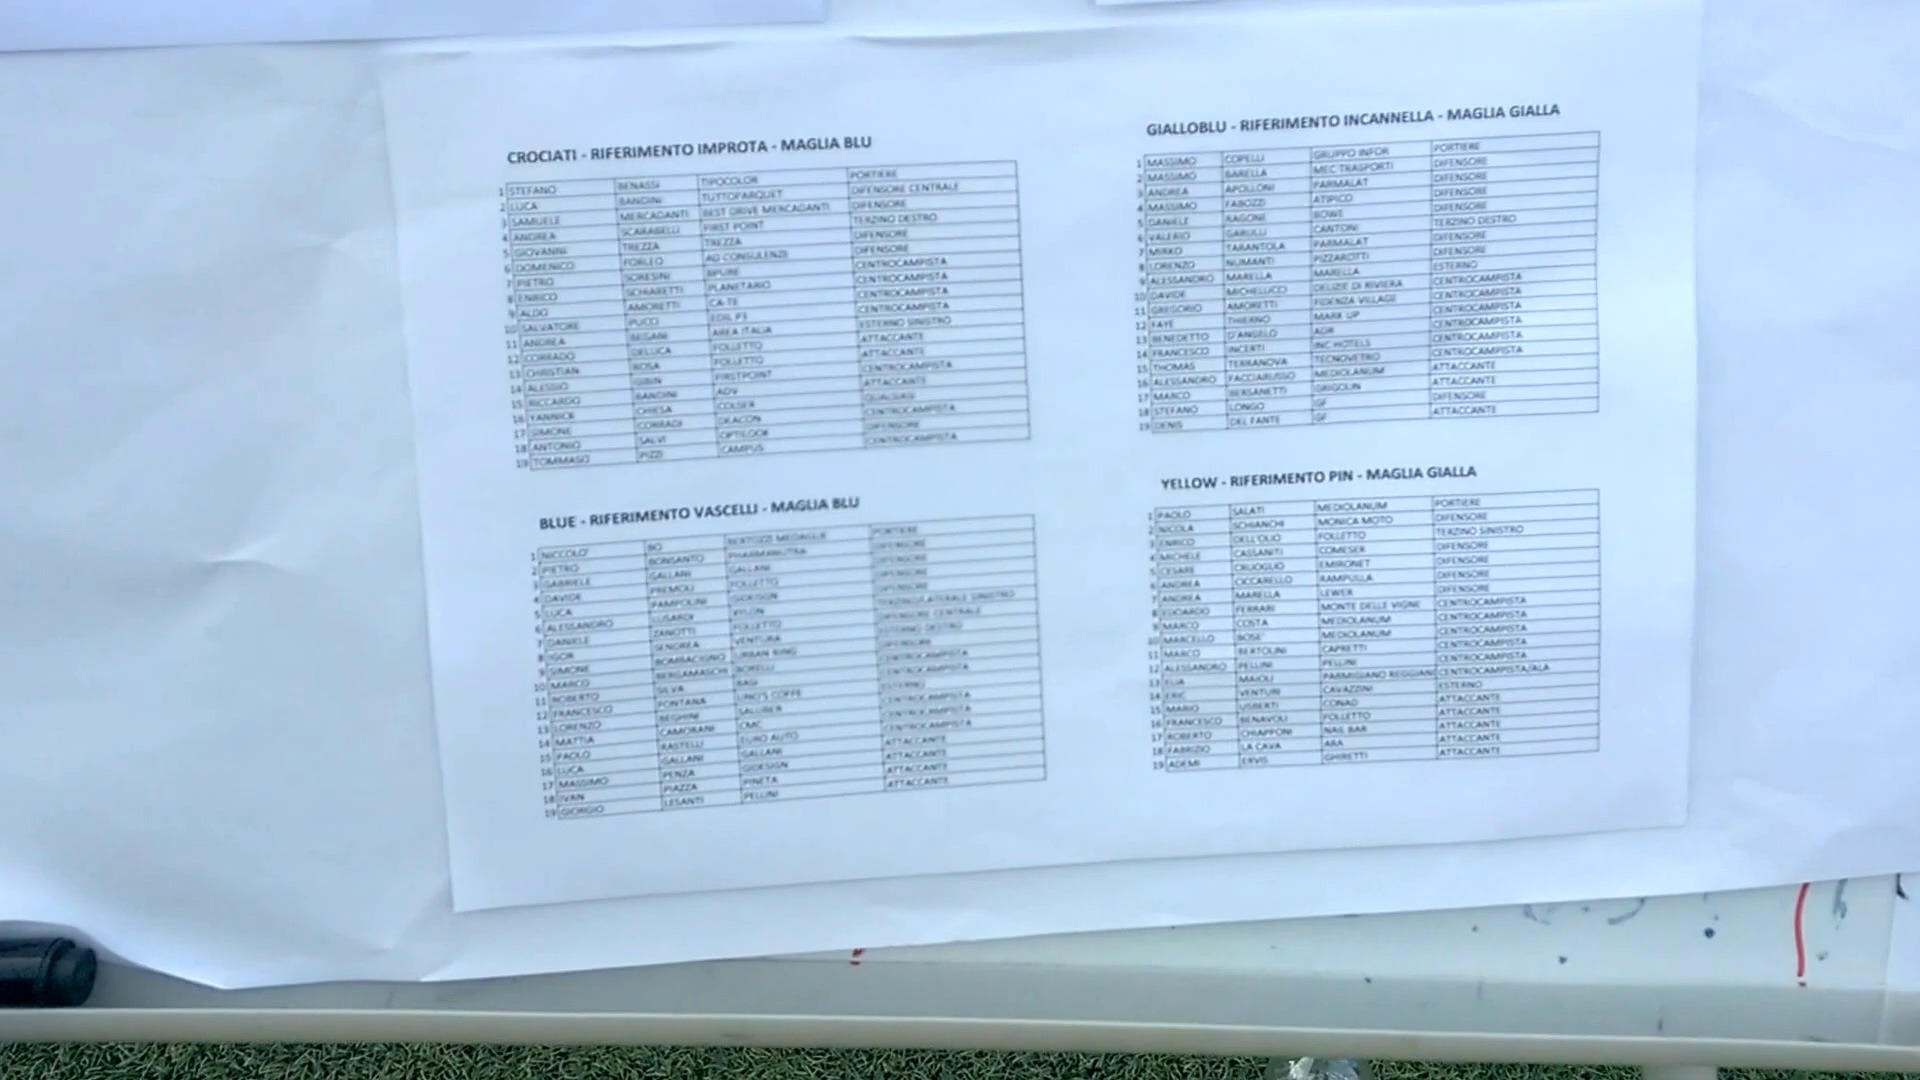 CROCIATI - RIFERIMENTO IMPROTA - MAGLIA BLU
1 STEFANO BENASSI TIPOCOLOR PORTIERE
2 LUCA BANDINI TUTTOPARQUET DIFENSORE CENTRALE
3 SAMUELE MERCADANTI BEST DRIVE MERCADANTI DIFENSORE
4 ANDREA SCARABELLI FIRST POINT TERZINO DESTRO
5 GIOVANNI TREZZA TREZZA DIFENSORE
6 DOMENICO FORLEO AD CONSULENZE DIFENSORE
7 PIETRO SORESINI BPURE CENTROCAMPISTA
8 ENRICO SCHIARETTI PLANETARIO CENTROCAMPISTA
9 ALDO AMORETTI CA-TE CENTROCAMPISTA
10 SALVATORE PUCCI EDIL P3 CENTROCAMPISTA
11 ANDREA BEGANI AREA ITALIA ESTERNO SINISTRO
12 CORRADO DELUCA FOLLETTO ATTACCANTE
13 CHRISTIAN ROSA FOLLETTO ATTACCANTE
14 ALESSIO GIBIN FIRSTPOINT CENTROCAMPISTA
15 RICCARDO BANDINI ADV ATTACCANTE
16 YANNICK CHIESA COLSER QUALSIASI
17 SIMONE CORRADI DEACON CENTROCAMPISTA
18 ANTONIO SALVI OPTILOOK DIFENSORE
19 TOMMASO PIZZI CAMPUS CENTROCAMPISTA
GIALLOBLU - RIFERIMENTO INCANNELLA - MAGLIA GIALLA
1 MASSIMO COPELLI GRUPPO INFOR PORTIERE
2 MASSIMO BARELLA MEC TRASPORTI DIFENSORE
3 ANDREA APOLLONI PARMALAT DIFENSORE
4 MASSIMO FABOZZI ATIPICO DIFENSORE
5 DANIELE RAGONE BOWE DIFENSORE
6 VALERIO GARULLI CANTONI TERZINO DESTRO
7 MIRKO TARANTOLA PARMALAT DIFENSORE
8 LORENZO NUMANTI PIZZAROTTI DIFENSORE
9 ALESSANDRO MARELLA MARELLA ESTERNO
10 DAVIDE MICHELUCCI DELIZIE DI RIVIERA CENTROCAMPISTA
11 GREGORIO AMORETTI FIDENZA VILLAGE CENTROCAMPISTA
12 FAYE THIERNO MARK UP CENTROCAMPISTA
13 BENEDETTO D'ANGELO ADR CENTROCAMPISTA
14 FRANCESCO INCERTI INC HOTELS CENTROCAMPISTA
15 THOMAS TERRANOVA TECNOVETRO CENTROCAMPISTA
16 ALESSANDRO FACCIARUSSO MEDIOLANUM ATTACCANTE
17 MARCO BERSANETTI GRIGOLIN ATTACCANTE
18 STEFANO LONGO GF DIFENSORE
19 DENIS DEL FANTE GF ATTACCANTE
BLUE - RIFERIMENTO VASCELLI - MAGLIA BLU
1 NICCOLO' BO BERTOZZI MEDAGLIE PORTIERE
2 PIETRO BONSANTO PHARMANUTRA DIFENSORE
3 GABRIELE GALLANI GALLANI DIFENSORE
4 DAVIDE PREMOLI FOLLETTO DIFENSORE
5 LUCA PAMPOLINI GIDESIGN DIFENSORE
6 ALESSANDRO LUSARDI XYLON TERZINO/LATERALE SINISTRO
7 DANIELE ZANOTTI FOLLETTO DIFENSORE CENTRALE
8 IGOR SENDREA VENTURA ESTERNO DESTRO
9 SIMONE BOMBACIGNO URBAN KING DIFENSORE
10 MARCO BERGAMASCHI BORELLI CENTROCAMPISTA
11 ROBERTO SILVA RAGI CENTROCAMPISTA
12 FRANCESCO FONTANA LINO'S COFFE ESTERNO
13 LORENZO BEGHINI SALUBER CENTROCAMPISTA
14 MATTIA CAMORANI CMC CENTROCAMPISTA
15 PAOLO RASTELLI EURO AUTO CENTROCAMPISTA
16 LUCA GALLANI GALLANI ATTACCANTE
17 MASSIMO PENZA GIDESIGN ATTACCANTE
18 IVAN PIAZZA PINETA ATTACCANTE
19 GIORGIO LESANTI PELLINI ATTACCANTE
YELLOW - RIFERIMENTO PIN - MAGLIA GIALLA
1 PAOLO SALATI MEDIOLANUM PORTIERE
2 NICOLA SCHIANCHI MONICA MOTO DIFENSORE
3 ENRICO DELL'OLIO FOLLETTO TERZINO SINISTRO
4 MICHELE CASSANITI COMESER DIFENSORE
5 CESARE CRUOGLIO EMIRONET DIFENSORE
6 ANDREA CICCARELLO RAMPULLA DIFENSORE
7 ANDREA MARELLA LEWER DIFENSORE
8 EDOARDO FERRARI MONTE DELLE VIGNE CENTROCAMPISTA
9 MARCO COSTA MEDIOLANUM CENTROCAMPISTA
10 MARCELLO BOSE' MEDIOLANUM CENTROCAMPISTA
11 MARCO BERTOLINI CAPRETTI CENTROCAMPISTA
12 ALESSANDRO PELLINI PELLINI CENTROCAMPISTA
13 ELIA MAIOLI PARMIGIANO REGGIANO CENTROCAMPISTA/ALA
14 ERIC VENTURI CAVAZZINI ESTERNO
15 MARIO USBERTI CONAD ATTACCANTE
16 FRANCESCO BENAVOLI FOLLETTO ATTACCANTE
17 ROBERTO CHIAPPONI NAIL BAR ATTACCANTE
18 FABRIZIO LA CAVA ARA ATTACCANTE
19 ADEMI ERVIS GHIRETTI ATTACCANTE